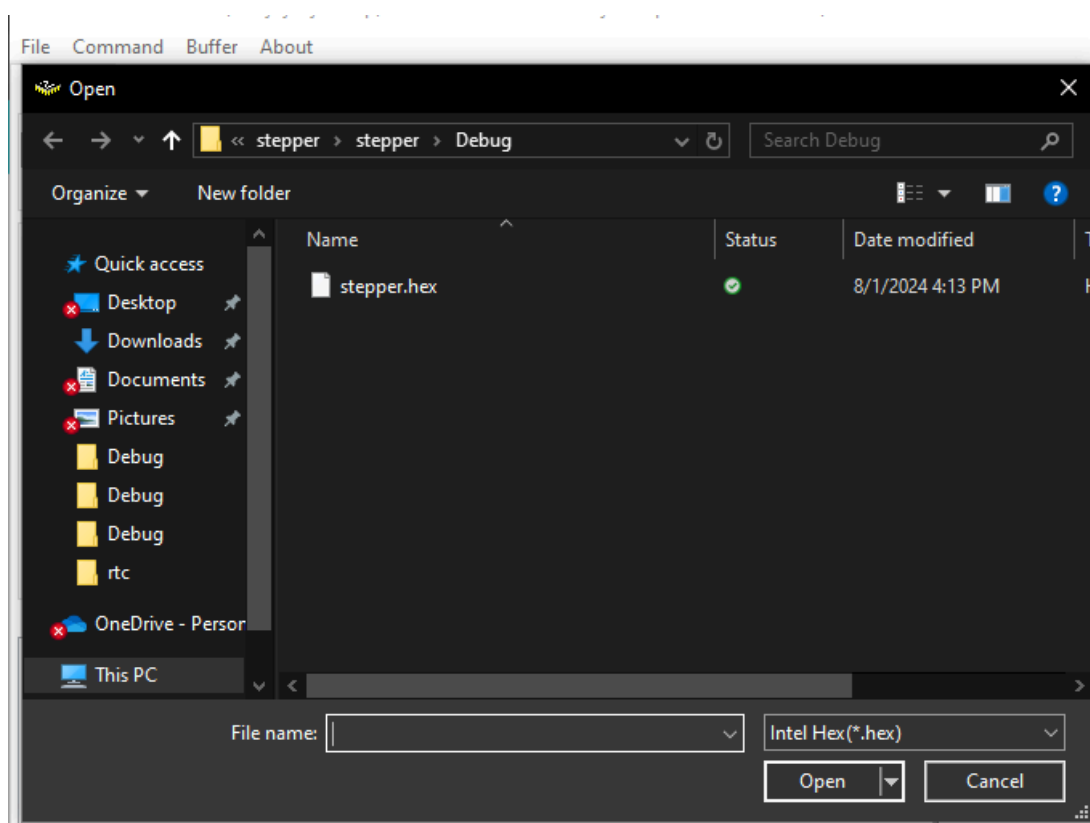 File Command Buffer About
Open
« stepper > stepper > Debug
Search Debug
Organize New folder
Name Status Date modified
Quick access
stepper.hex 8/1/2024 4:13 PM
Desktop
Downloads
Documents
Pictures
Debug
Debug
Debug
rtc
OneDrive - Person
This PC
File name: Intel Hex(*.hex)
Open Cancel